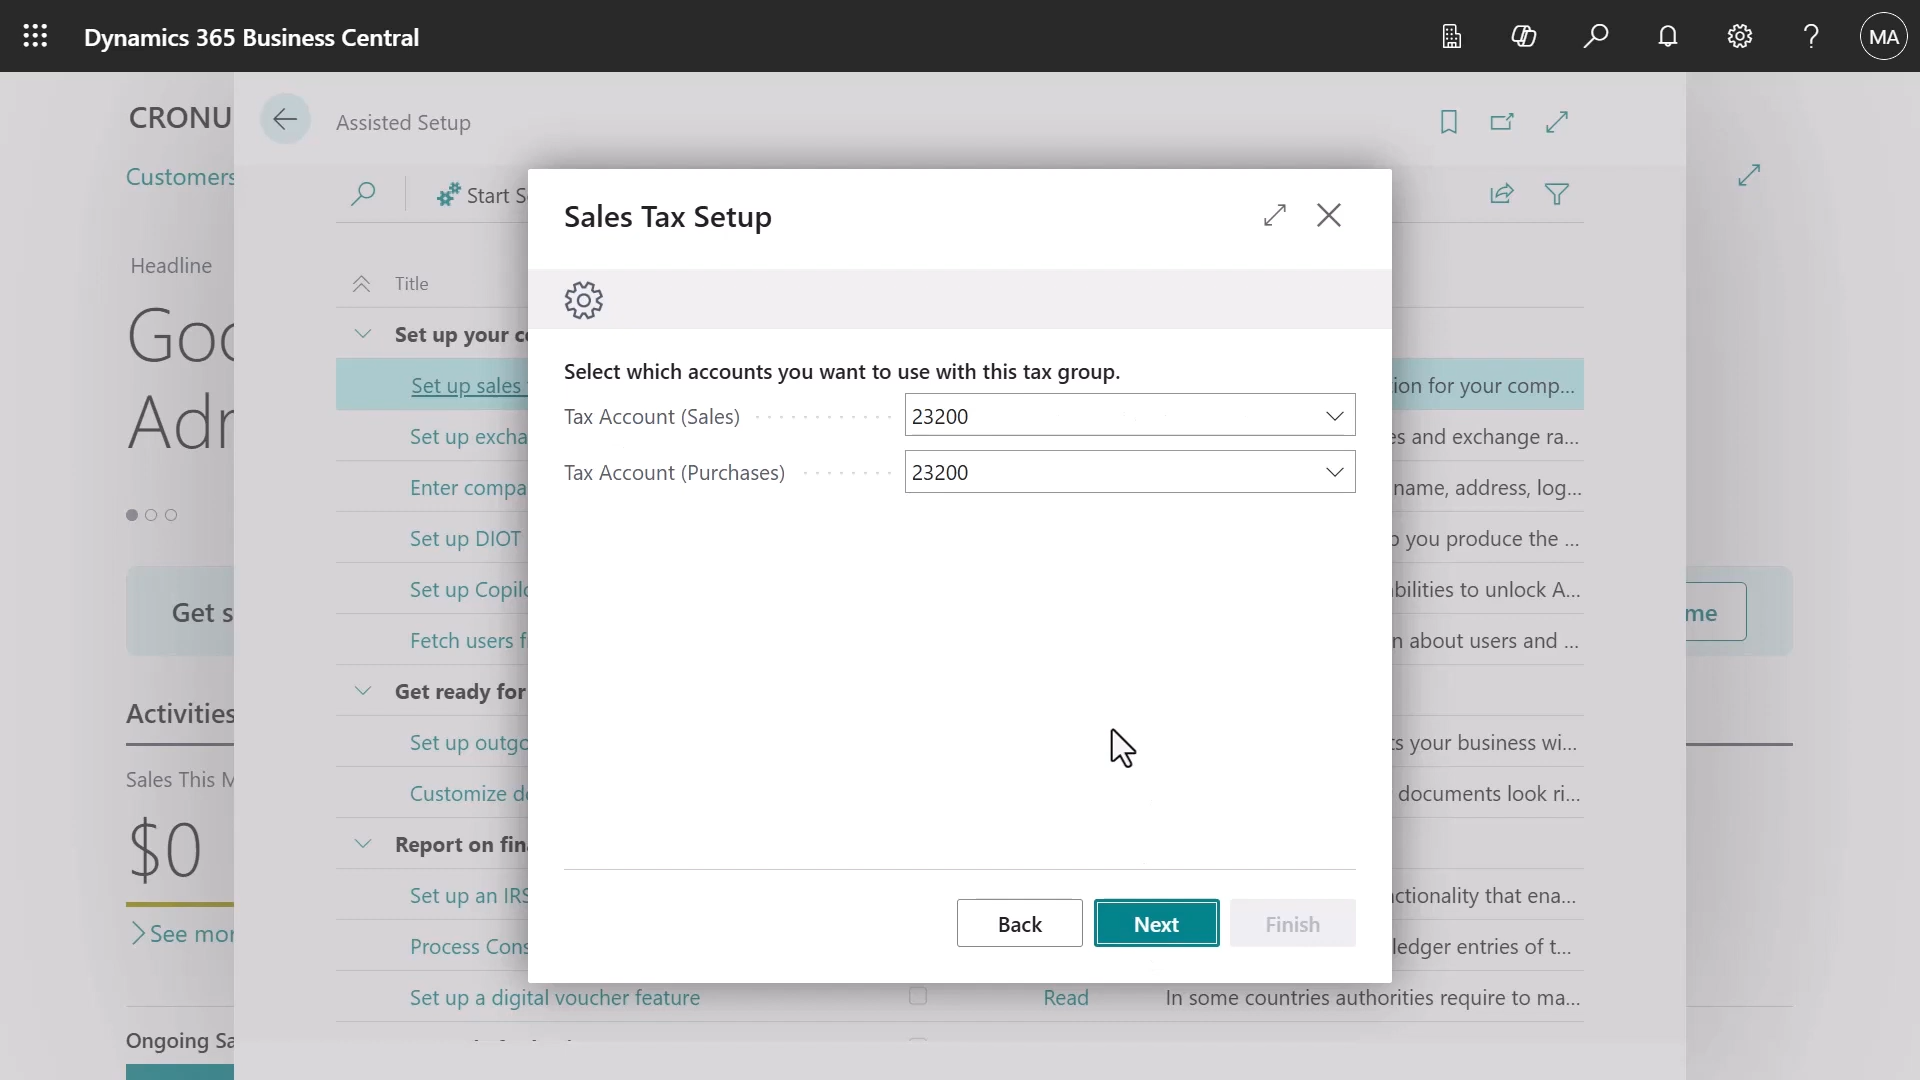 Dynamics 365 Business Central
MA
CRONU
Assisted Setup
Customers
Start S
Sales Tax Setup
Headline
Title
Goo
Set up your co
Select which accounts you want to use with this tax group.
Set up sales
ion for your comp...
Tax Account (Sales) 23200
Adr
Set up excha
es and exchange ra...
Tax Account (Purchases) 23200
Enter compa
name, address, log...
Set up DIOT
you produce the ...
Set up Copilo
bilities to unlock A...
Get s
me
Fetch users f
n about users and ...
Get ready for
Activities
Set up outgo
ts your business wi...
Sales This M
Customize do
documents look ri...
$0
Report on fin
Set up an IRS
ctionality that ena...
Back Next Finish
See mor
Process Cons
ledger entries of t...
Set up a digital voucher feature Read In some countries authorities require to ma...
Ongoing Sa